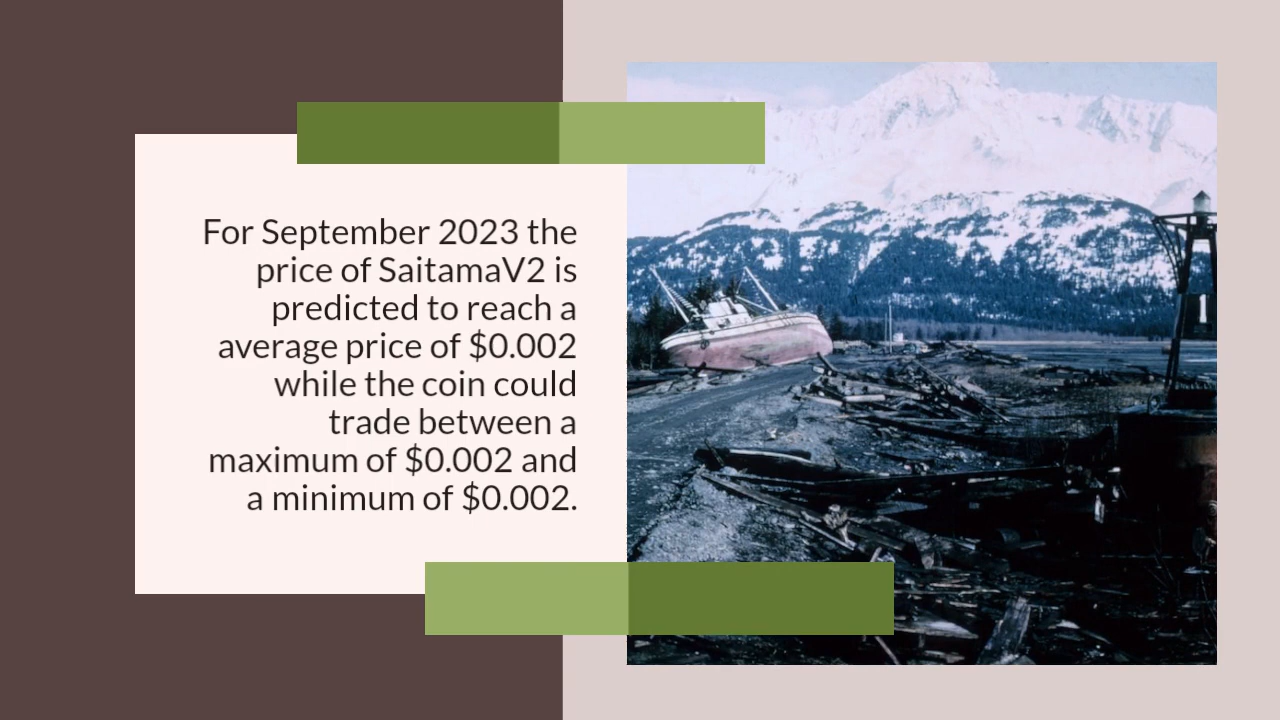 For September 2023 the
price of SaitamaV2 is
predicted to reach a
average price of $0.002
while the coin could
trade between a
maximum of $0.002 and
a minimum of $0.002.